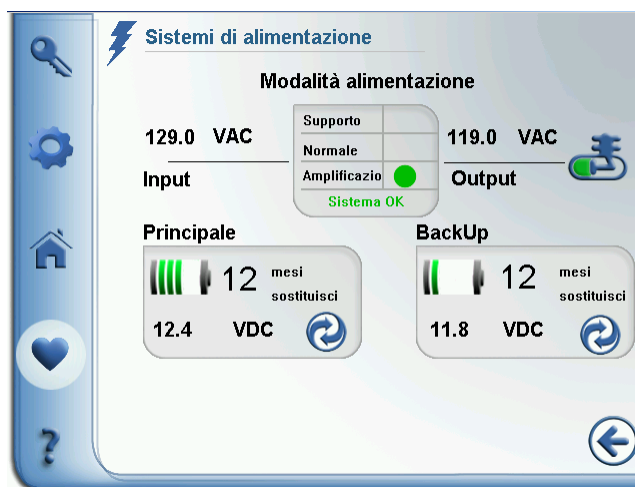 Sistemi di alimentazione
Modalità alimentazione
129.0 VAC
Input
Supporto
Normale
Amplificazio
Sistema OK
119.0 VAC
Output
Principale
12 mesi
sostituisci
12.4 VDC
BackUp
12 mesi
sostituisci
11.8 VDC
?